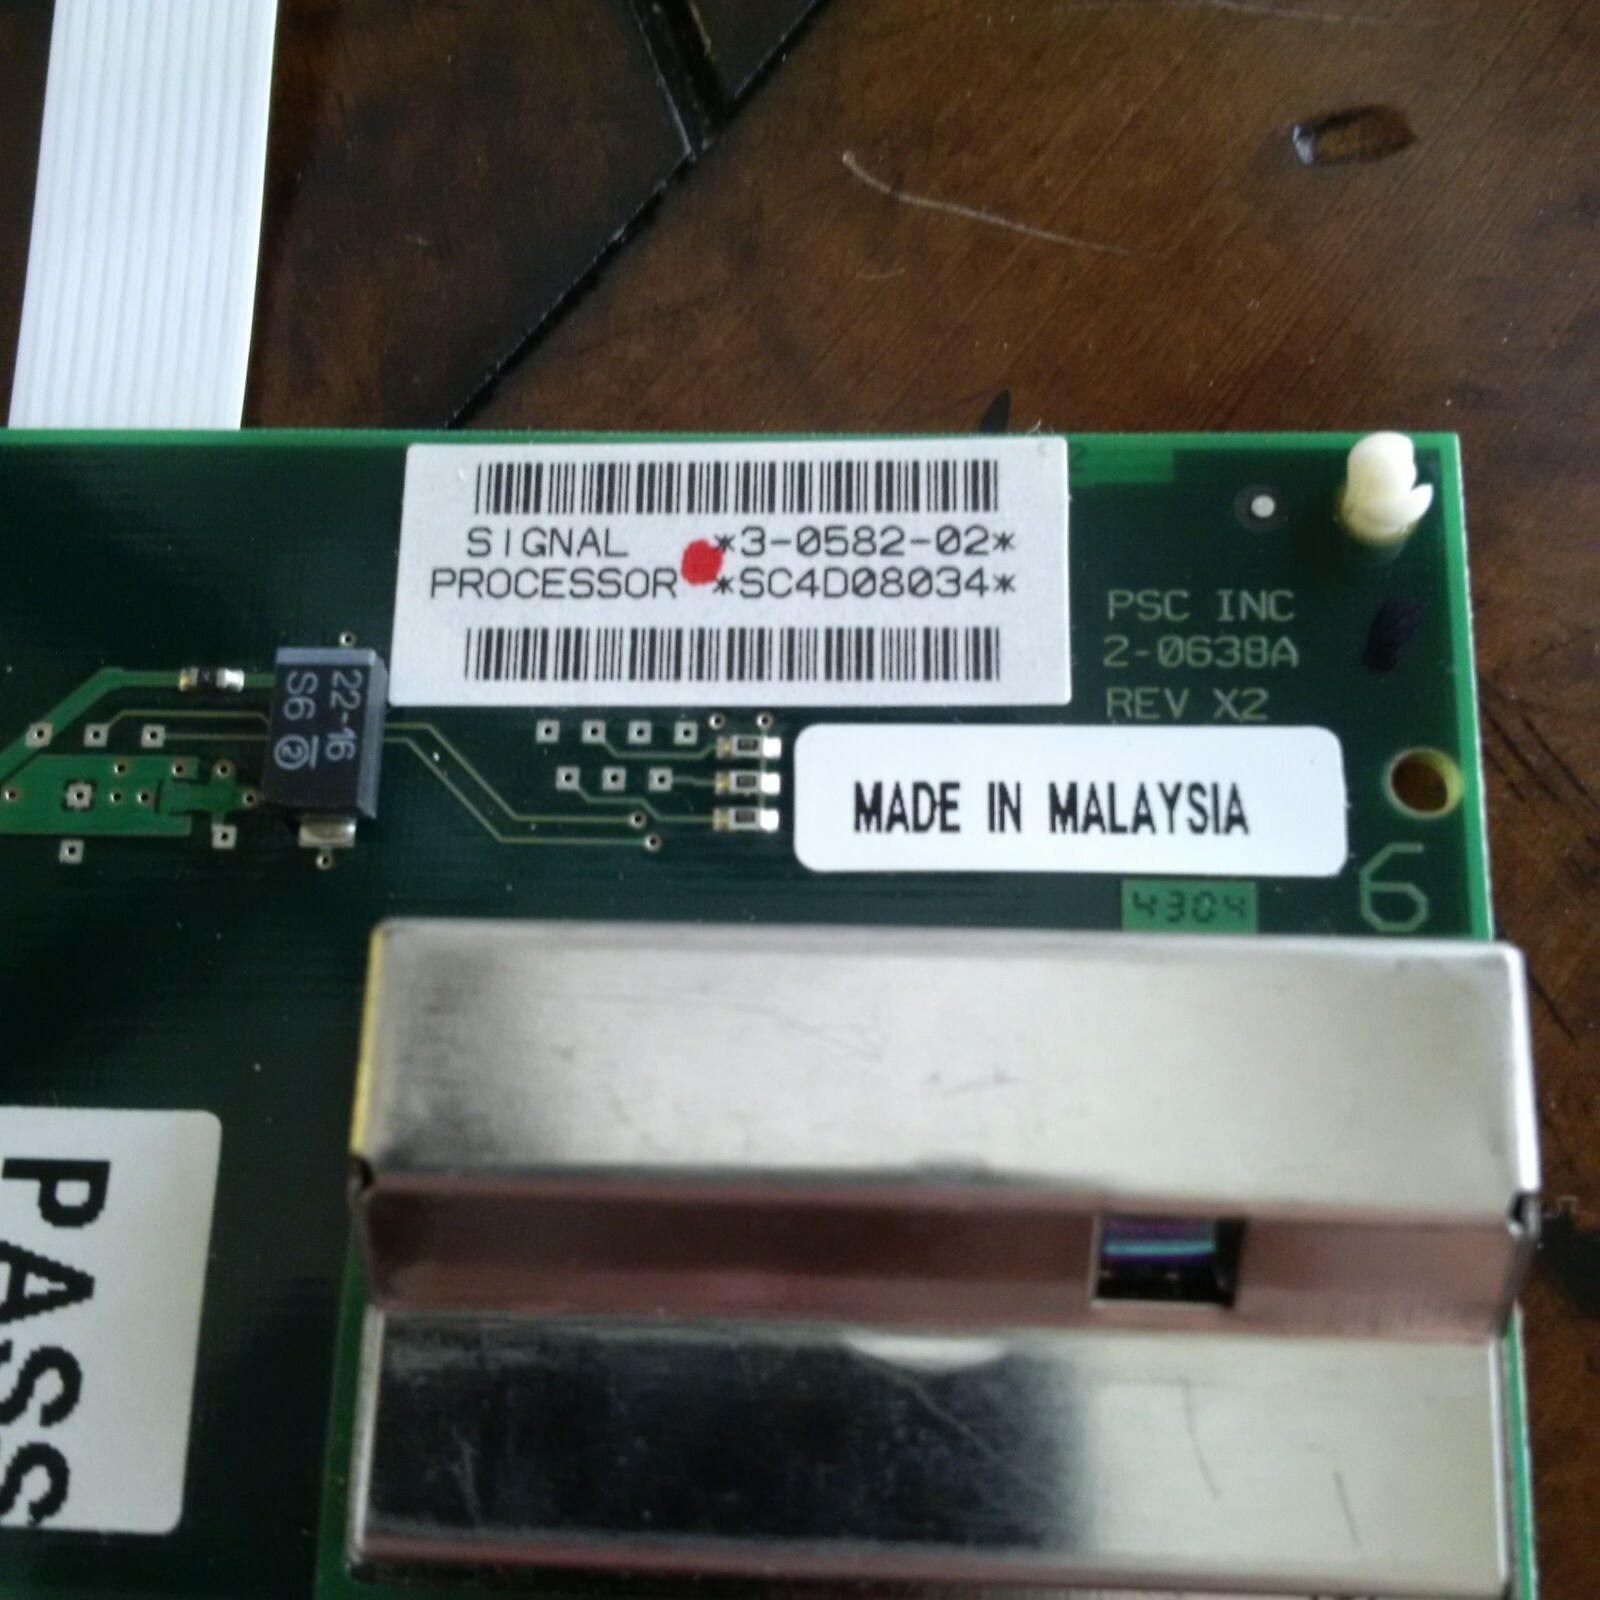 SIGNAL *3-0582-02*
PROCESSOR *SC4D08034*
PSC INC
2-0638A
REV X2
22-16
S6 2
MADE IN MALAYSIA
6
4304
PASS